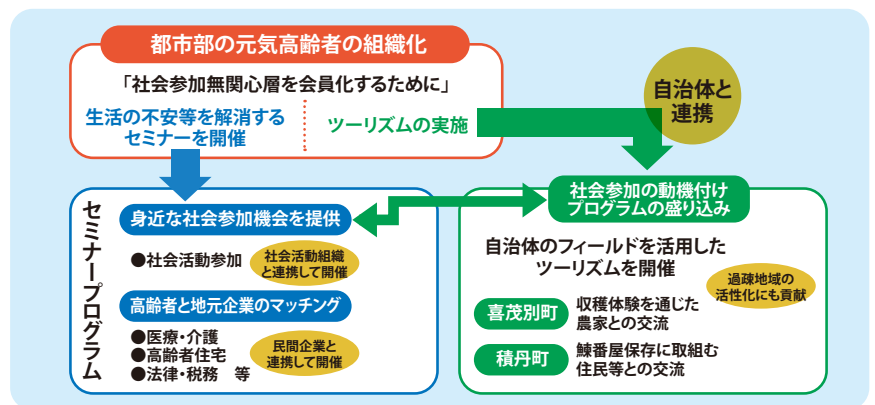 都市部の元気高齢者の組織化
「社会参加無関心層を会員化するために」
生活の不安等を解消する
セミナーを開催
ツーリズムの実施
自治体と
連携
セミナープログラム
身近な社会参加機会を提供
●社会活動参加
社会活動組織
と連携して開催
高齢者と地元企業のマッチング
●医療・介護
●高齢者住宅
●法律・税務　等
民間企業と
連携して開催
社会参加の動機付け
プログラムの盛り込み
自治体のフィールドを活用した
ツーリズムを開催
過疎地域の
活性化にも貢献
喜茂別町
収穫体験を通じた
農家との交流
積丹町
鰊番屋保存に取組む
住民等との交流